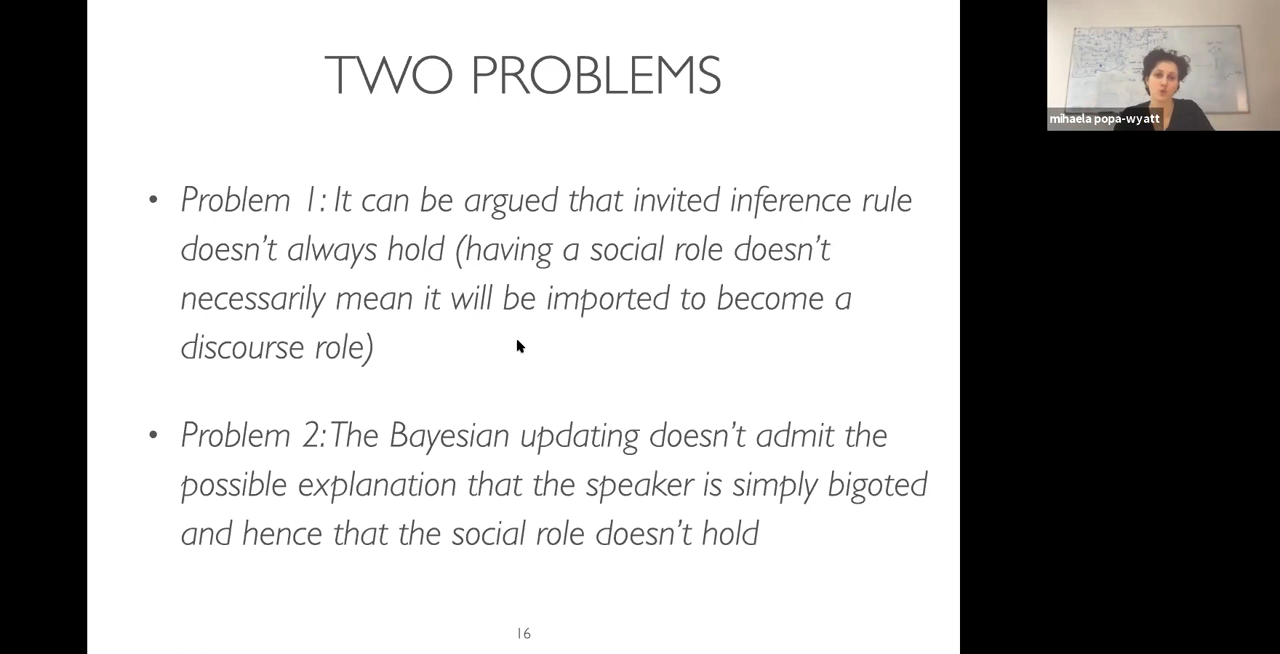 TWO PROBLEMS
mihaela popa-wyatt
• Problem 1: It can be argued that invited inference rule
doesn't always hold (having a social role doesn't
necessarily mean it will be imported to become a
discourse role)
• Problem 2: The Bayesian updating doesn't admit the
possible explanation that the speaker is simply bigoted
and hence that the social role doesn't hold
16